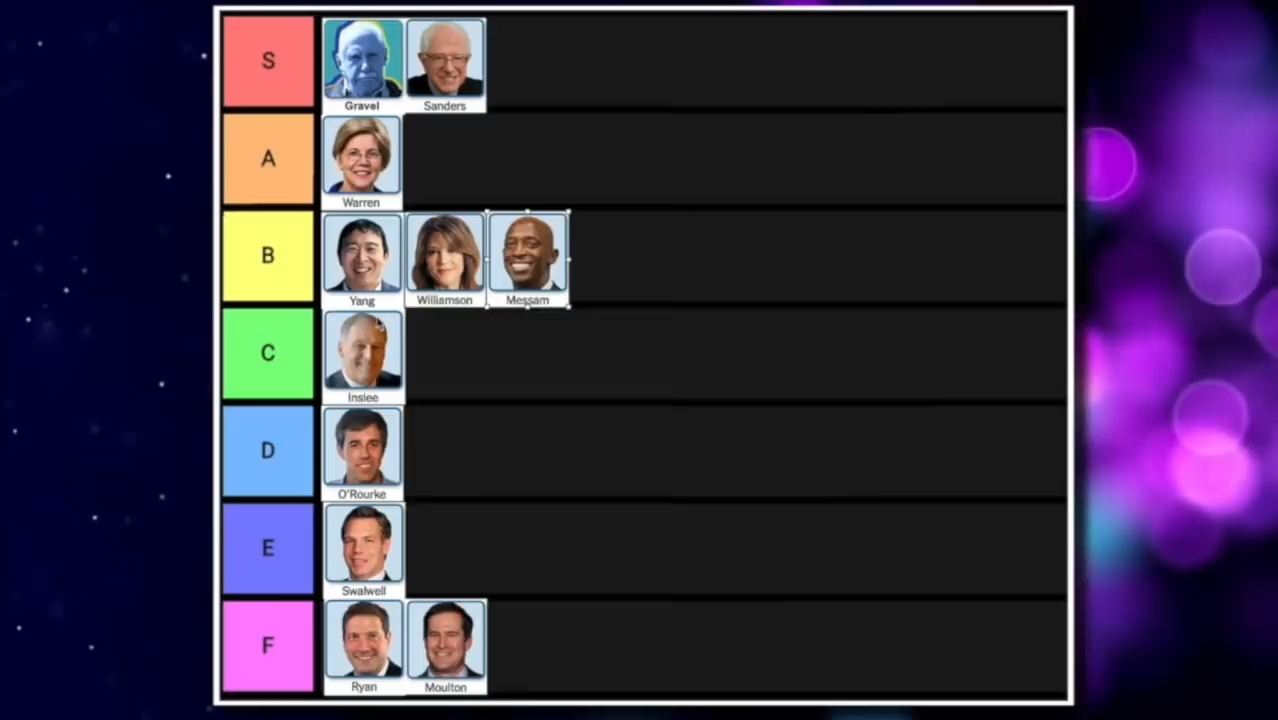 S
Gravel Sanders
A
Warren
B
Yang Williamson Messam
C
Inslee
D
O'Rourke
E
Swalwell
F
Ryan Moulton